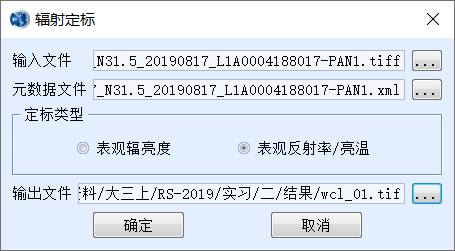 辐射定标
输入文件 _N31.5_20190817_L1A0004188017-PAN1.tiff ...
元数据文件 _N31.5_20190817_L1A0004188017-PAN1.xml ...
定标类型
表观辐亮度 表观反射率/亮温
输出文件 料/大三上/RS-2019/实习/二/结果/wcl_01.tif ...
确定 取消